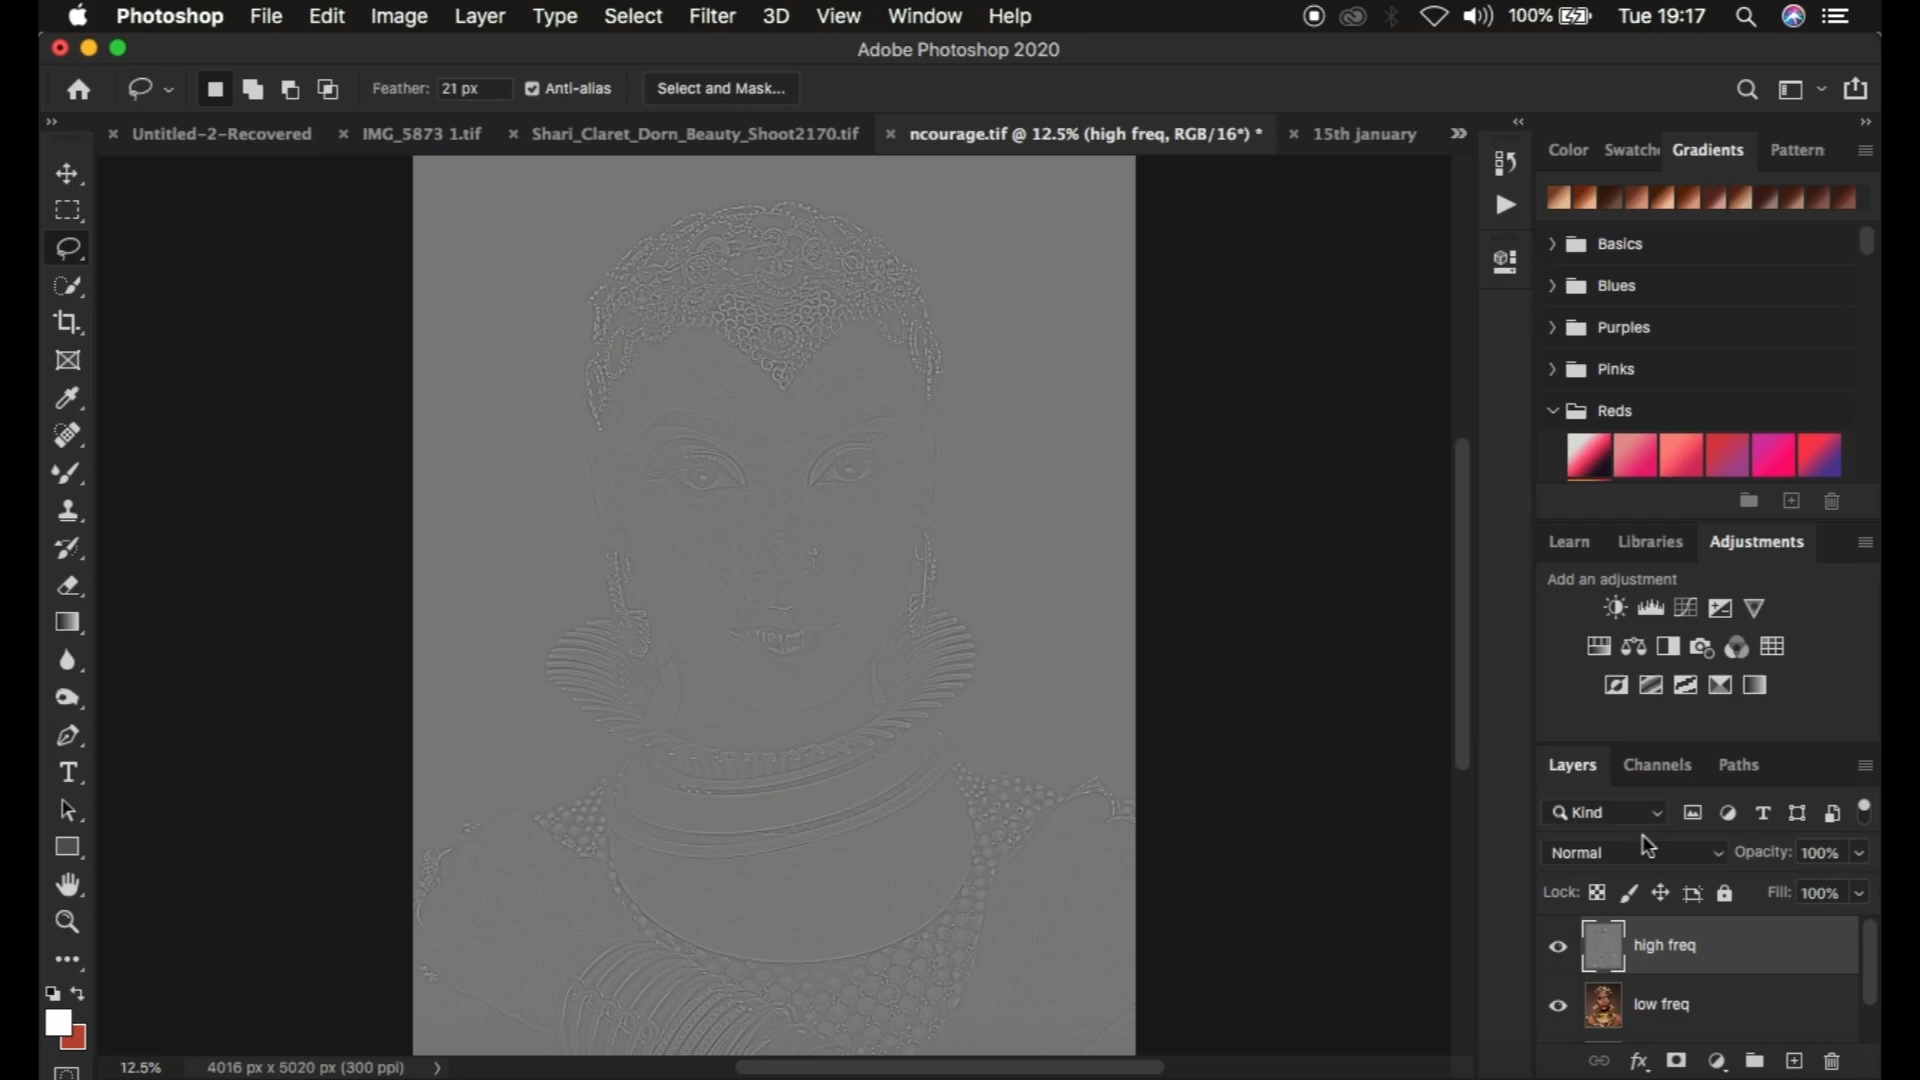 Photoshop File Edit Image Layer Type Select Filter 3D View Window Help 100% Tue 19:17
Adobe Photoshop 2020
Feather: 21 px Anti-alias Select and Mask...
Untitled-2-Recovered IMG_5873 1.tif Shari_Claret_Dorn_Beauty_Shoot2170.tif ncourage.tif @ 12.5% (high freq, RGB/16*) * 15th january
Color Swatche Gradients Pattern
Basics
Blues
Purples
Pinks
Reds
Learn Libraries Adjustments
Add an adjustment
Layers Channels Paths
Kind
Normal Opacity: 100%
Lock: Fill: 100%
high freq
low freq
12.5% 4016 px x 5020 px (300 ppi)